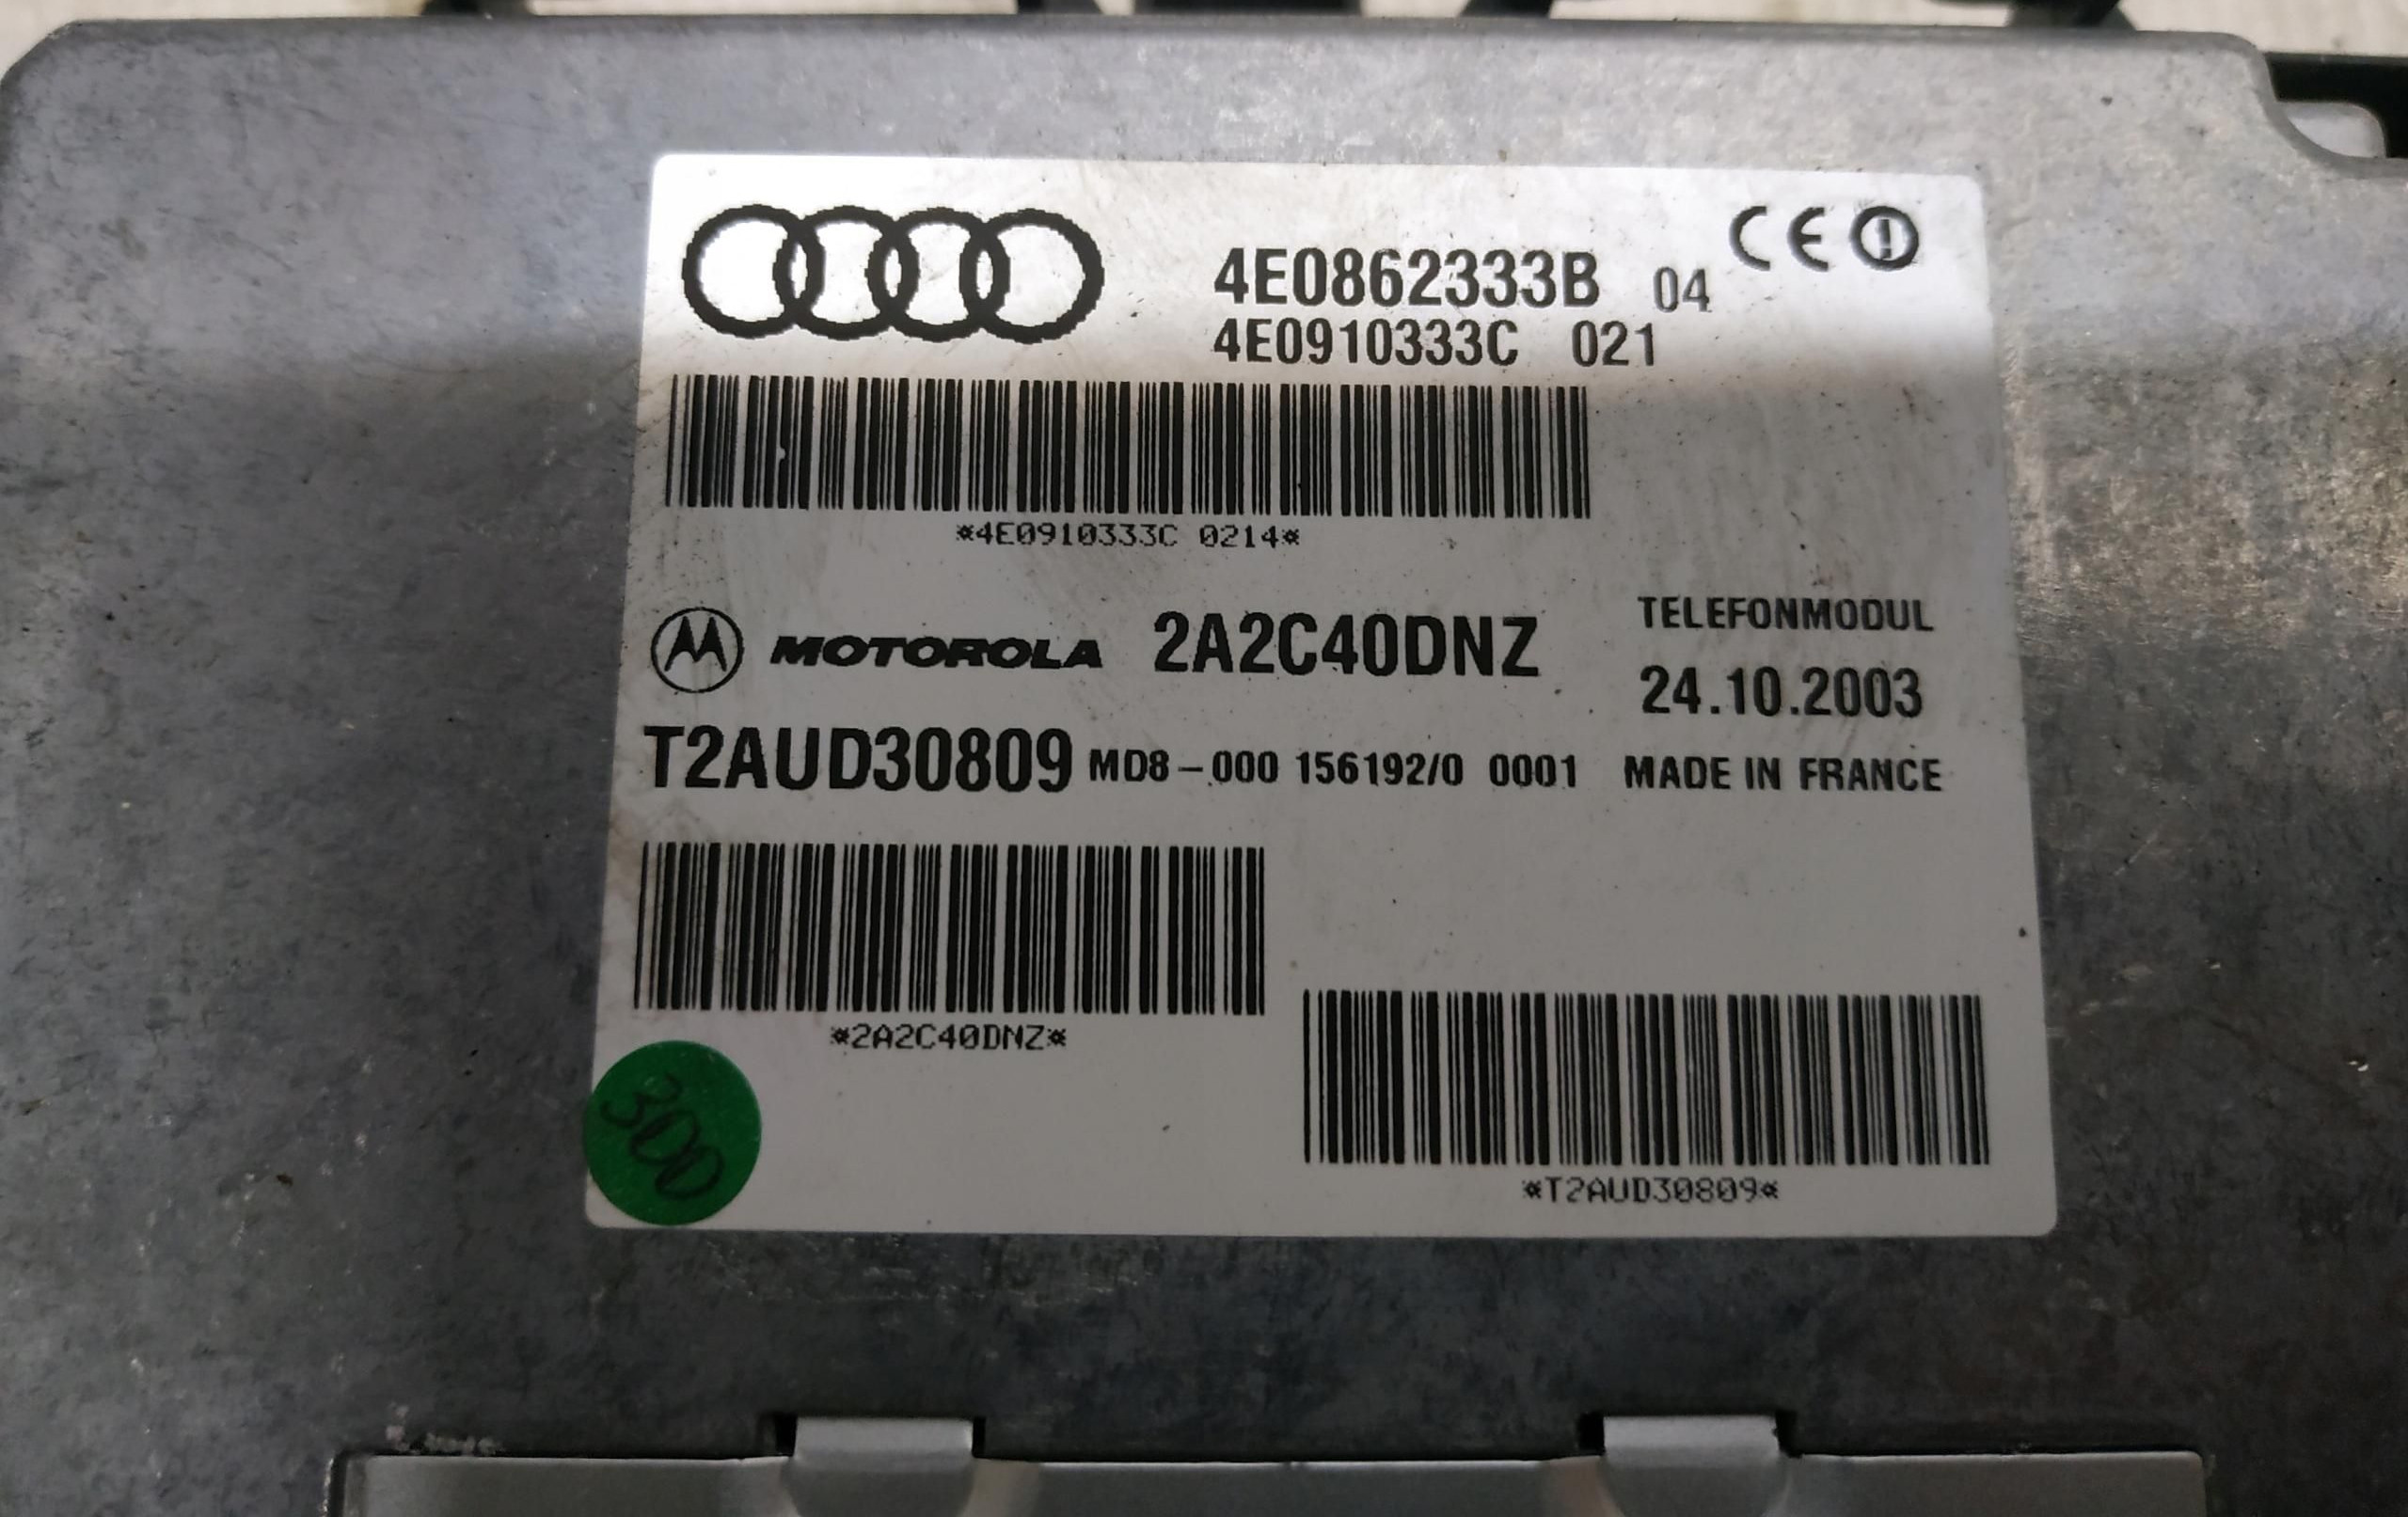 4E0862333B 04 CE
4E0910333C 021
*4E0910333C 0214*
MOTOROLA 2A2C40DNZ
TELEFONMODUL
24.10.2003
T2AUD30809 MD8-000 156192/0 0001 MADE IN FRANCE
*2A2C40DNZ*
300
*T2AUD30809*